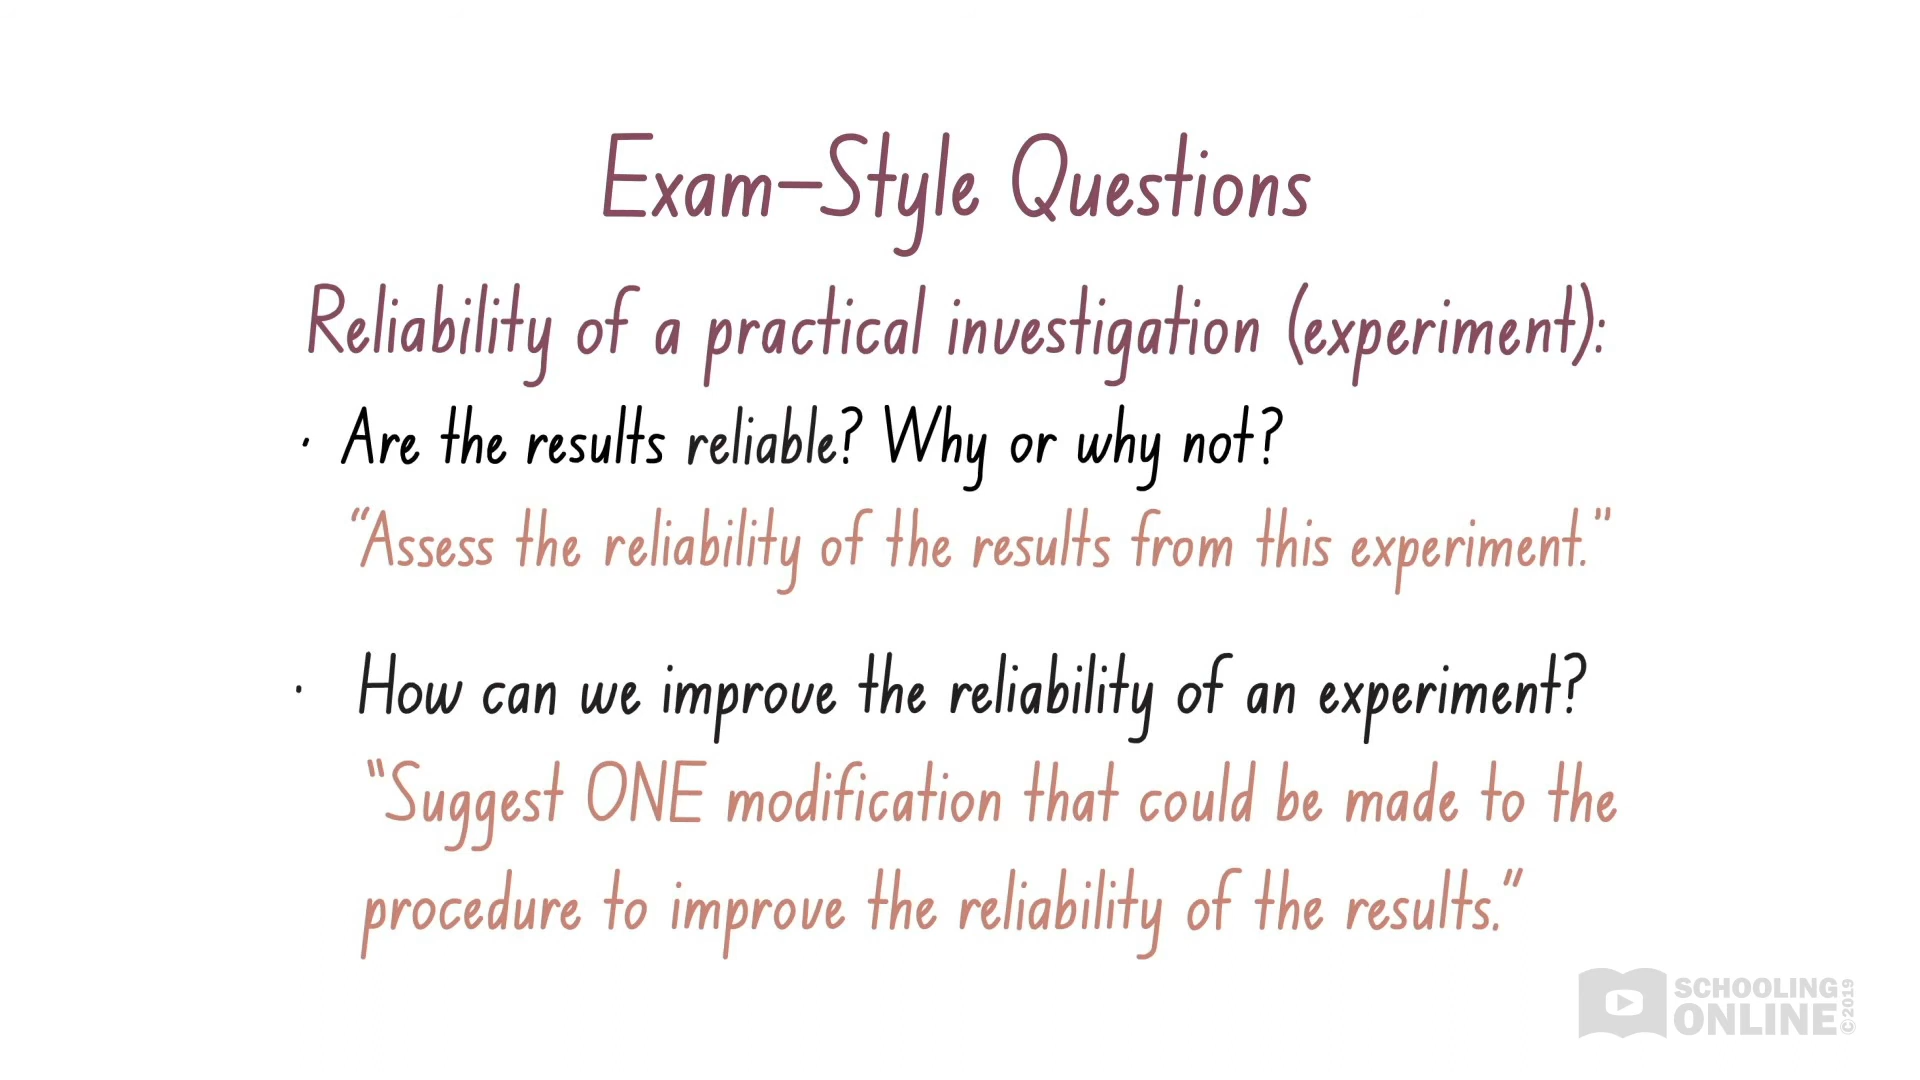 Exam-Style Questions
Reliability of a practical investigation (experiment):
· Are the results reliable? Why or why not?
“Assess the reliability of the results from this experiment."
· How can we improve the reliability of an experiment?
"Suggest ONE modification that could be made to the
procedure to improve the reliability of the results."
SCHOOLING
ONLINE
©2019